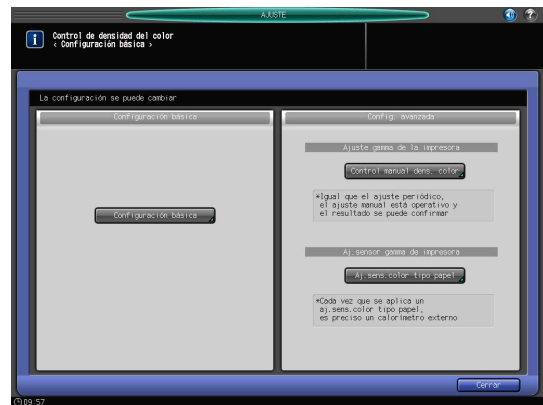 AJUSTE
Control de densidad del color
< Configuración básica >
La configuración se puede cambiar
Configuración básica
Configuración básica
Config. avanzada
Ajuste gamma de la impresora
Control manual dens. color
*Igual que el ajuste periódico,
el ajuste manual está operativo y
el resultado se puede confirmar
Aj.sensor gamma de impresora
Aj.sens.color tipo papel
*Cada vez que se aplica un
aj.sens.color tipo papel,
es preciso un calorímetro externo
Cerrar
09:57